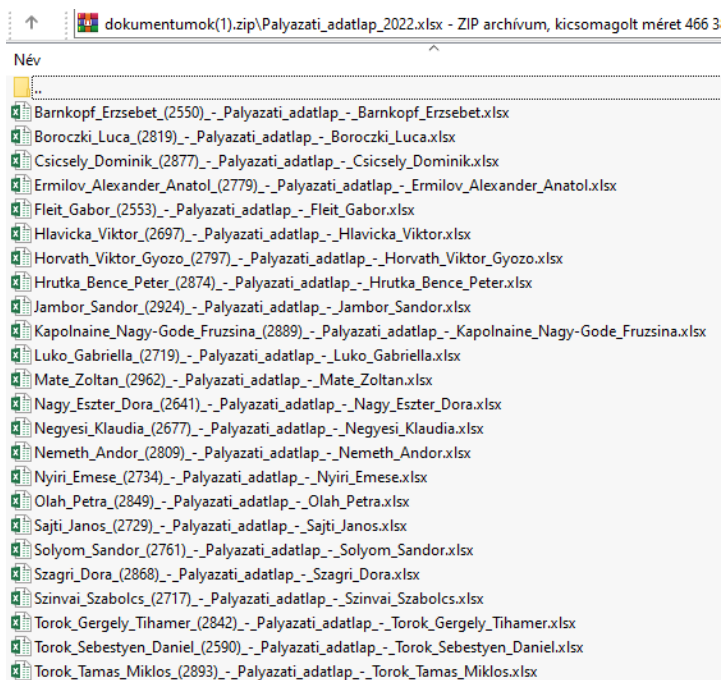 dokumentumok(1).zip\Palyazati_adatlap_2022.xlsx - ZIP archívum, kicsomagolt méret 466
Név
..
Barnkopf_Erzsebet_(2550)_-_Palyazati_adatlap_-_Barnkopf_Erzsebet.xlsx
Boroczki_Luca_(2819)_-_Palyazati_adatlap_-_Boroczki_Luca.xlsx
Csicsely_Dominik_(2877)_-_Palyazati_adatlap_-_Csicsely_Dominik.xlsx
Ermilov_Alexander_Anatol_(2779)_-_Palyazati_adatlap_-_Ermilov_Alexander_Anatol.xlsx
Fleit_Gabor_(2553)_-_Palyazati_adatlap_-_Fleit_Gabor.xlsx
Hlavicka_Viktor_(2697)_-_Palyazati_adatlap_-_Hlavicka_Viktor.xlsx
Horvath_Viktor_Gyozo_(2797)_-_Palyazati_adatlap_-_Horvath_Viktor_Gyozo.xlsx
Hrutka_Bence_Peter_(2874)_-_Palyazati_adatlap_-_Hrutka_Bence_Peter.xlsx
Jambor_Sandor_(2924)_-_Palyazati_adatlap_-_Jambor_Sandor.xlsx
Kapolnaine_Nagy-Gode_Fruzsina_(2889)_-_Palyazati_adatlap_-_Kapolnaine_Nagy-Gode_Fruzsina.xlsx
Luko_Gabriella_(2719)_-_Palyazati_adatlap_-_Luko_Gabriella.xlsx
Mate_Zoltan_(2962)_-_Palyazati_adatlap_-_Mate_Zoltan.xlsx
Nagy_Eszter_Dora_(2641)_-_Palyazati_adatlap_-_Nagy_Eszter_Dora.xlsx
Negyesi_Klaudia_(2677)_-_Palyazati_adatlap_-_Negyesi_Klaudia.xlsx
Nemeth_Andor_(2809)_-_Palyazati_adatlap_-_Nemeth_Andor.xlsx
Nyiri_Emese_(2734)_-_Palyazati_adatlap_-_Nyiri_Emese.xlsx
Olah_Petra_(2849)_-_Palyazati_adatlap_-_Olah_Petra.xlsx
Sajti_Janos_(2729)_-_Palyazati_adatlap_-_Sajti_Janos.xlsx
Solyom_Sandor_(2761)_-_Palyazati_adatlap_-_Solyom_Sandor.xlsx
Szagri_Dora_(2868)_-_Palyazati_adatlap_-_Szagri_Dora.xlsx
Szinvai_Szabolcs_(2717)_-_Palyazati_adatlap_-_Szinvai_Szabolcs.xlsx
Torok_Gergely_Tihamer_(2842)_-_Palyazati_adatlap_-_Torok_Gergely_Tihamer.xlsx
Torok_Sebestyen_Daniel_(2590)_-_Palyazati_adatlap_-_Torok_Sebestyen_Daniel.xlsx
Torok_Tamas_Miklos_(2893)_-_Palyazati_adatlap_-_Torok_Tamas_Miklos.xlsx